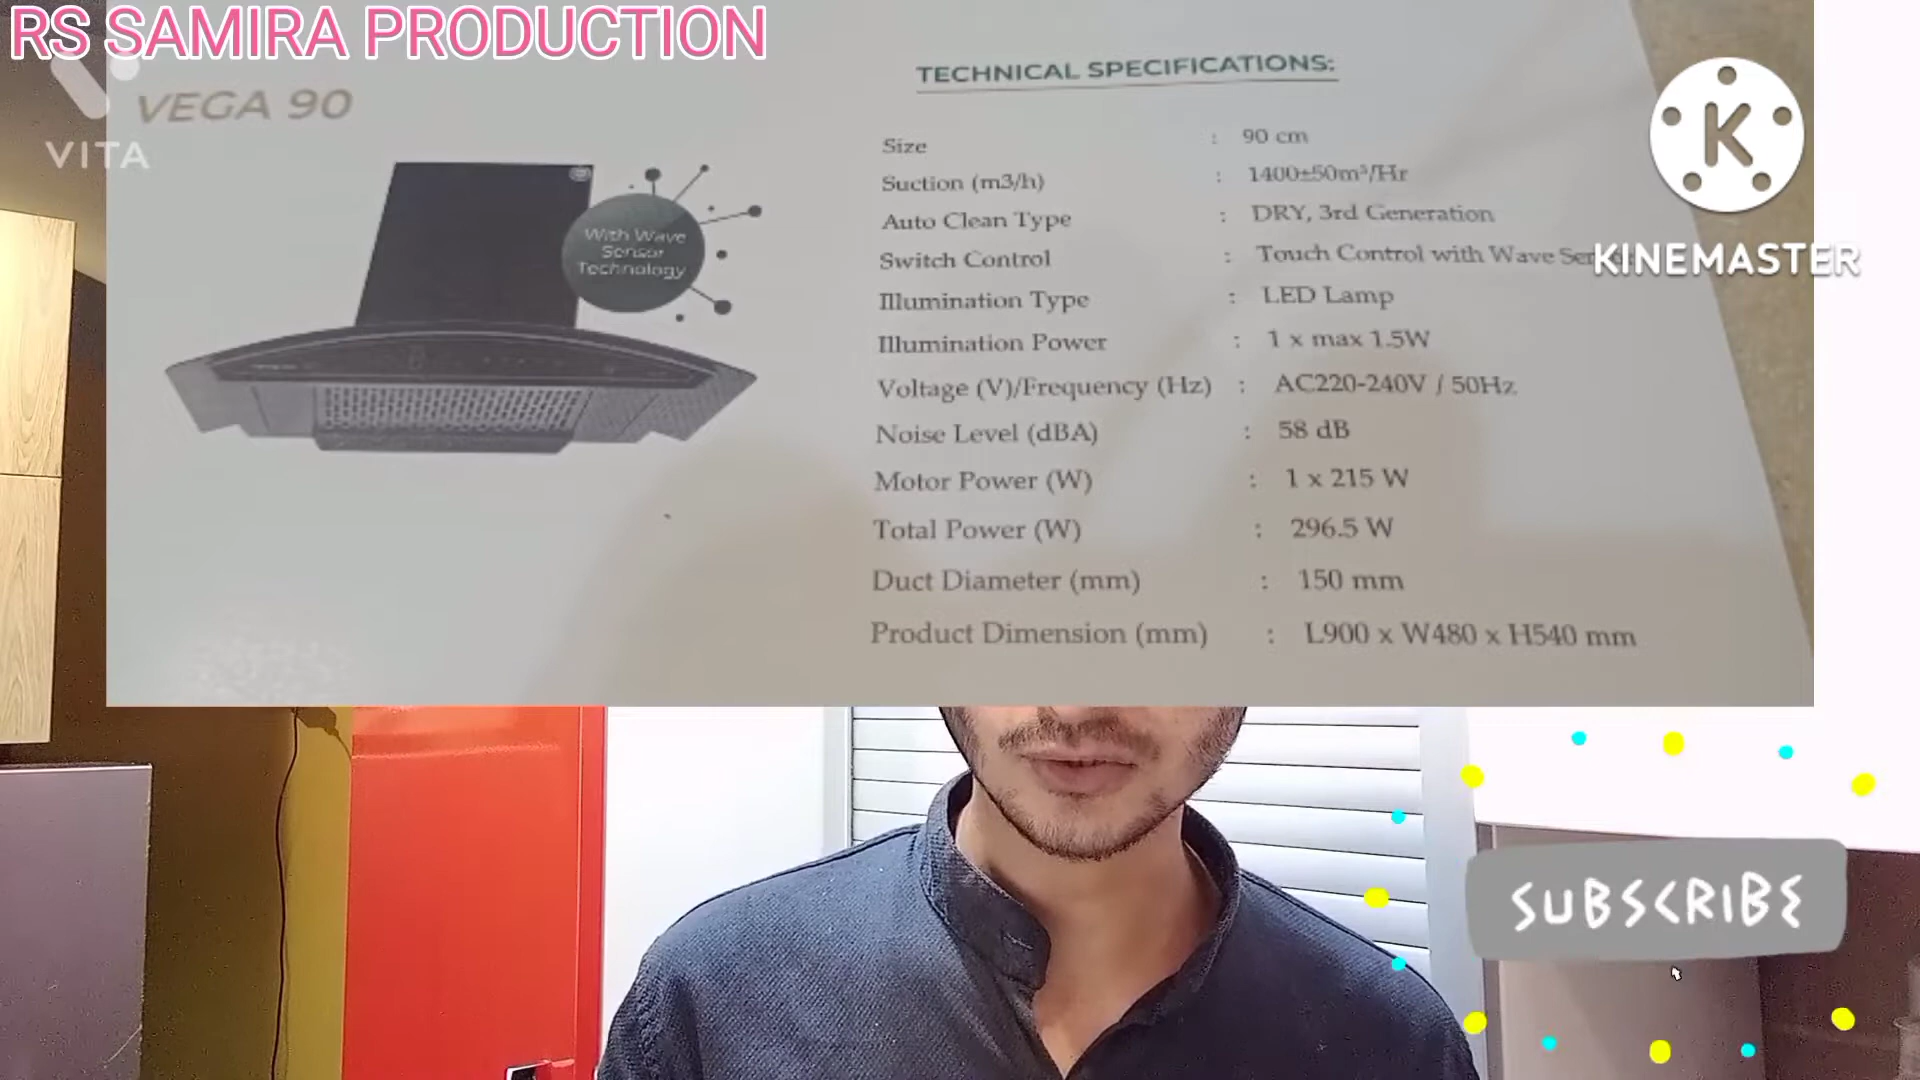 RS SAMIRA PRODUCTION
VITA
VEGA 90
With Wave
Sensor
Technology
TECHNICAL SPECIFICATIONS:
Size : 90 cm
Suction (m3/h) : 1400±50m³/Hr
Auto Clean Type : DRY, 3rd Generation
Switch Control : Touch Control with Wave
Illumination Type : LED Lamp
Illumination Power : 1 x max 1.5W
Voltage (V)/Frequency (Hz) : AC220-240V / 50Hz
Noise Level (dBA) : 58 dB
Motor Power (W) : 1 x 215 W
Total Power (W) : 296.5 W
Duct Diameter (mm) : 150 mm
Product Dimension (mm) : L900 x W480 x H540 mm
K
KINEMASTER
SUBSCRIBE